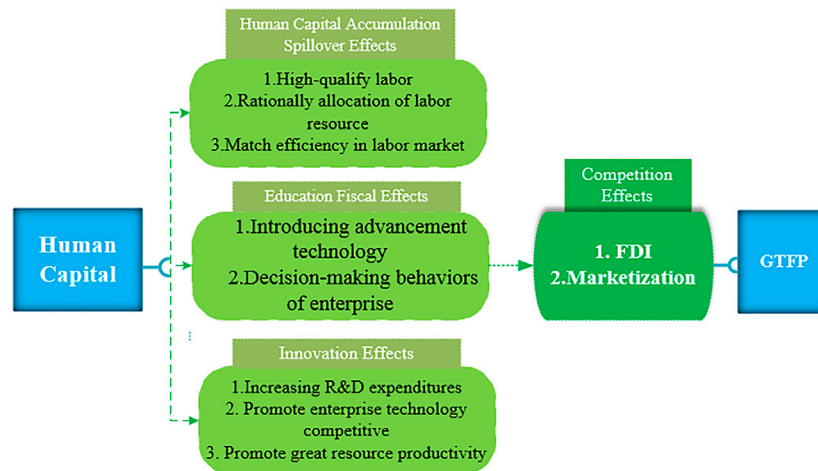 Human Capital Accumulation
Spillover Effects
1.High-qualify labor
2.Rationally allocation of labor
resource
3.Match efficiency in labor market
Human
Capital
Education Fiscal Effects
1.Introducing advancement
technology
2.Decision-making behaviors
of enterprise
Competition
Effects
1. FDI
2.Marketization
GTFP
Innovation Effects
1.Increasing R&D expenditures
2. Promote enterprise technology
competitive
3. Promote great resource productivity